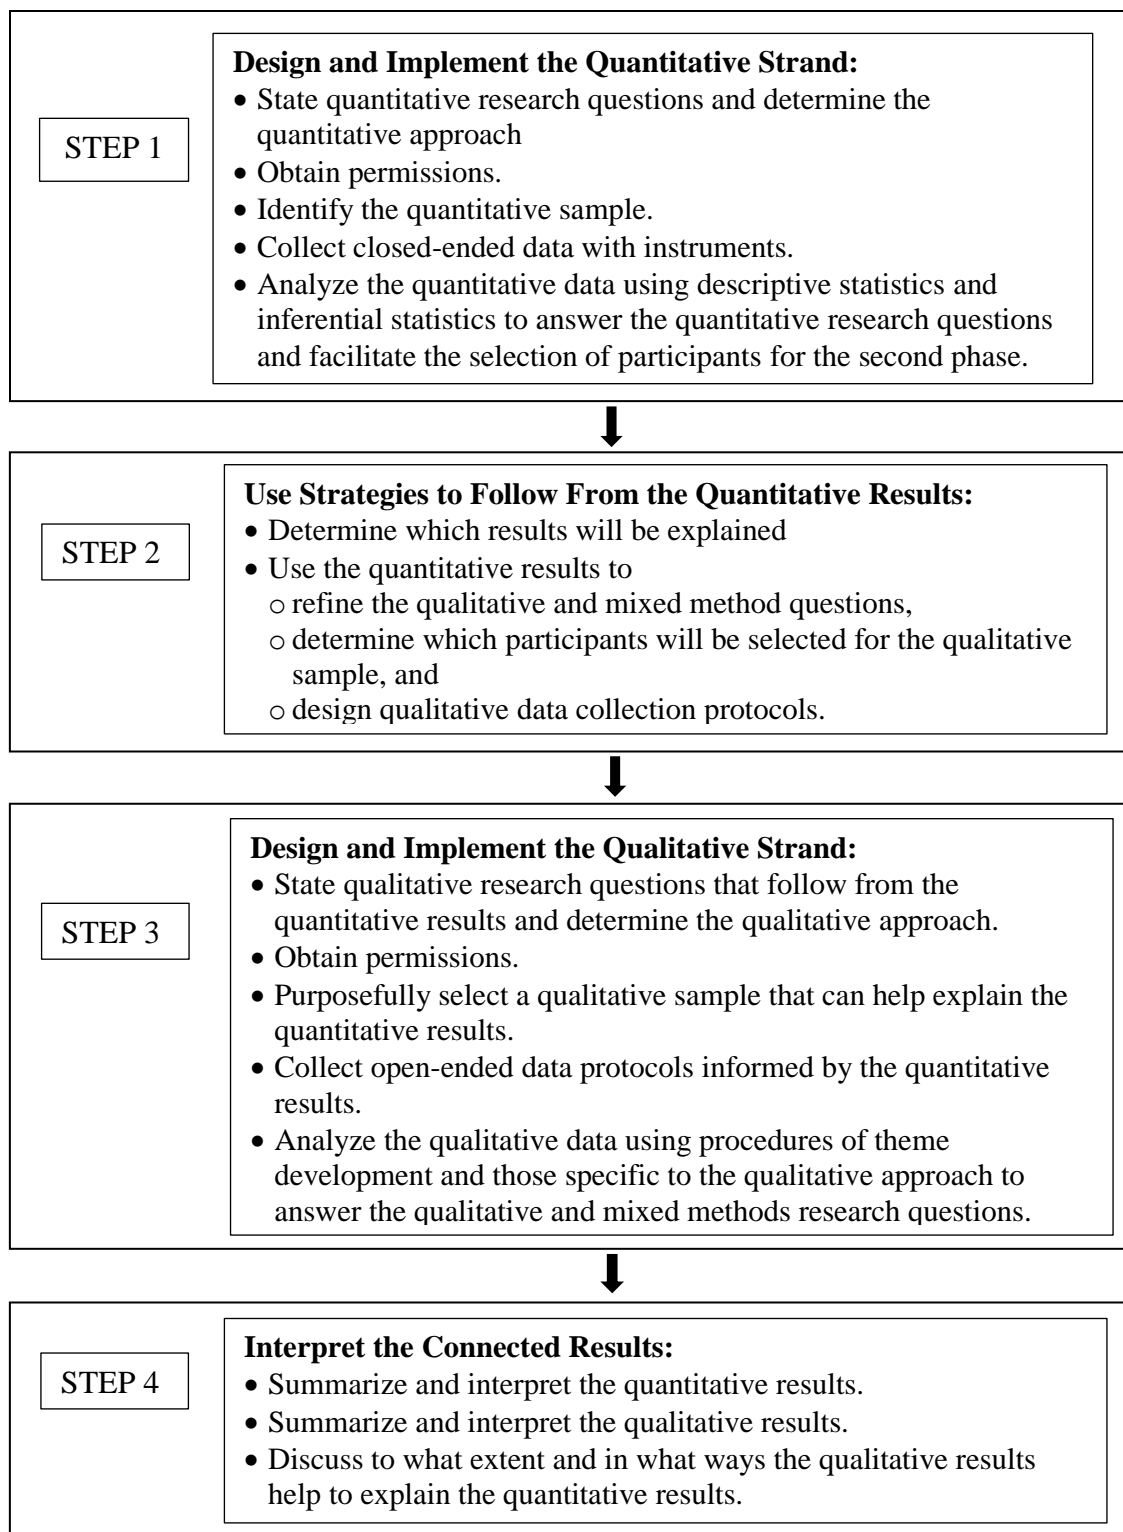 STEP 1
Design and Implement the Quantitative Strand:
• State quantitative research questions and determine the
quantitative approach
• Obtain permissions.
• Identify the quantitative sample.
• Collect closed-ended data with instruments.
• Analyze the quantitative data using descriptive statistics and
inferential statistics to answer the quantitative research questions
and facilitate the selection of participants for the second phase.
STEP 2
Use Strategies to Follow From the Quantitative Results:
• Determine which results will be explained
• Use the quantitative results to
o refine the qualitative and mixed method questions,
o determine which participants will be selected for the qualitative
sample, and
o design qualitative data collection protocols.
STEP 3
Design and Implement the Qualitative Strand:
• State qualitative research questions that follow from the
quantitative results and determine the qualitative approach.
• Obtain permissions.
• Purposefully select a qualitative sample that can help explain the
quantitative results.
• Collect open-ended data protocols informed by the quantitative
results.
• Analyze the qualitative data using procedures of theme
development and those specific to the qualitative approach to
answer the qualitative and mixed methods research questions.
STEP 4
Interpret the Connected Results:
• Summarize and interpret the quantitative results.
• Summarize and interpret the qualitative results.
• Discuss to what extent and in what ways the qualitative results
help to explain the quantitative results.